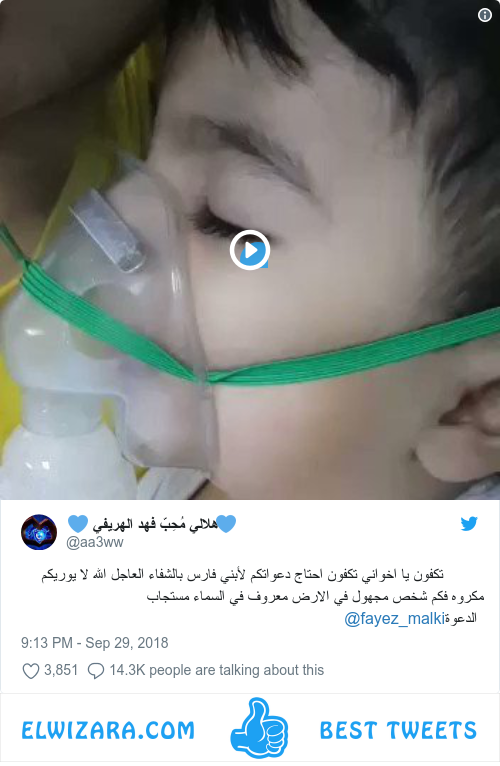 💙هلالي مُحِبّ فهد الهريفي 💙
@aa3ww
تكفون يا اخواني تكفون احتاج دعواتكم لأبني فارس بالشفاء العاجل الله لا يوريكم
مكروه فكم شخص مجهول في الارض معروف في السماء مستجاب
الدعوة@fayez_malki
9:13 PM - Sep 29, 2018
3,851 14.3K people are talking about this
ELWIZARA.COM BEST TWEETS